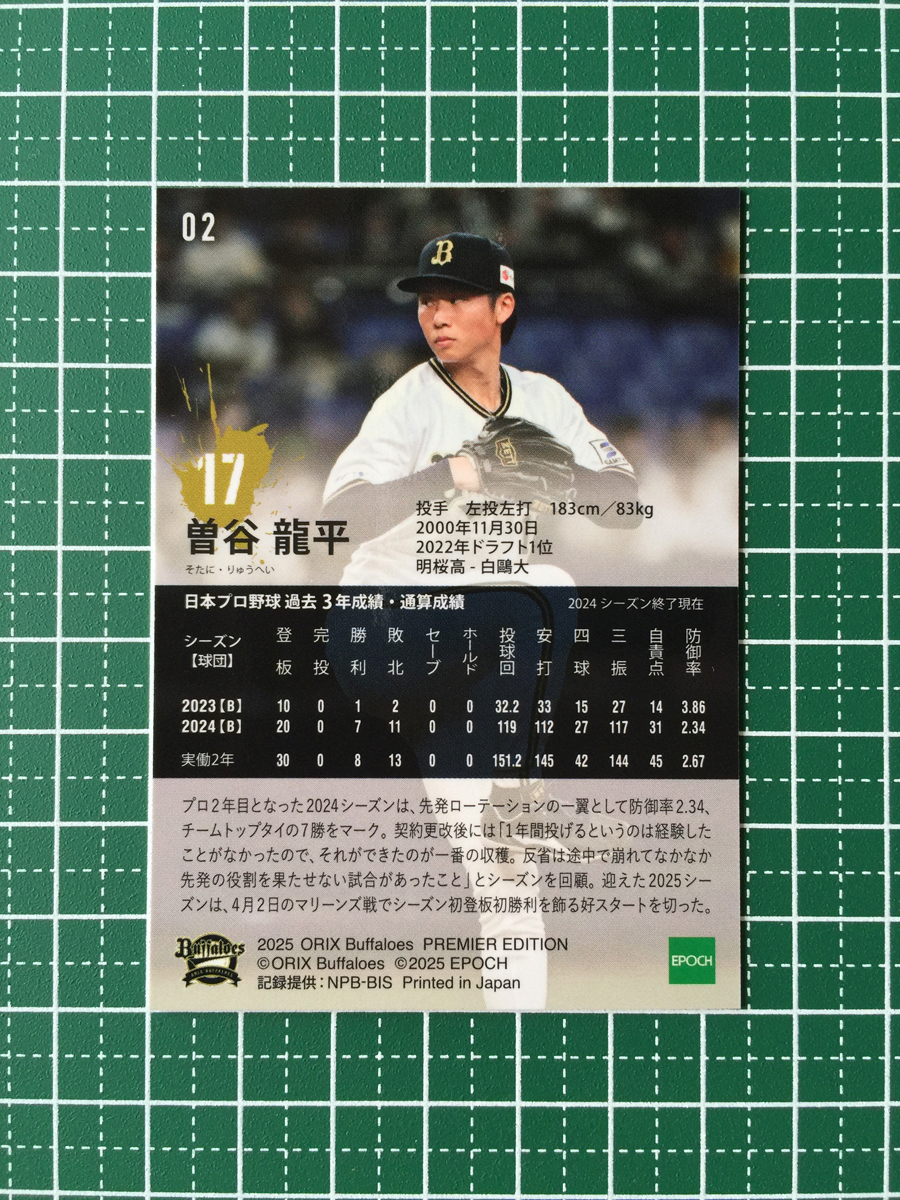 02
B
17
曽谷 龍平
そたに・りゅうへい
投手 左投左打 183cm／83kg
2000年11月30日
2022年ドラフト1位
明桜高 - 白鷗大
日本プロ野球 過去3年成績・通算成績 2024シーズン終了現在
シーズン【球団】 登板 完投 勝利 敗北 セーブ ホールド 投球回 安打 四球 三振 自責点 防御率
2023【B】 10 0 1 2 0 0 32.2 33 15 27 14 3.86
2024【B】 20 0 7 11 0 0 119 112 27 117 31 2.34
実働2年 30 0 8 13 0 0 151.2 145 42 144 45 2.67
プロ2年目となった2024シーズンは、先発ローテーションの一翼として防御率2.34、
チームトップタイの7勝をマーク。契約更改後には「1年間投げるというのは経験した
ことがなかったので、それができたのが一番の収穫。反省は途中で崩れてなかなか
先発の役割を果たせない試合があったこと」とシーズンを回顧。迎えた2025シー
ズンは、4月2日のマリーンズ戦でシーズン初登板初勝利を飾る好スタートを切った。
Buffaloes
ORIX BUFFALOES
2025 ORIX Buffaloes PREMIER EDITION
©ORIX Buffaloes ©2025 EPOCH
記録提供：NPB-BIS Printed in Japan
EPOCH